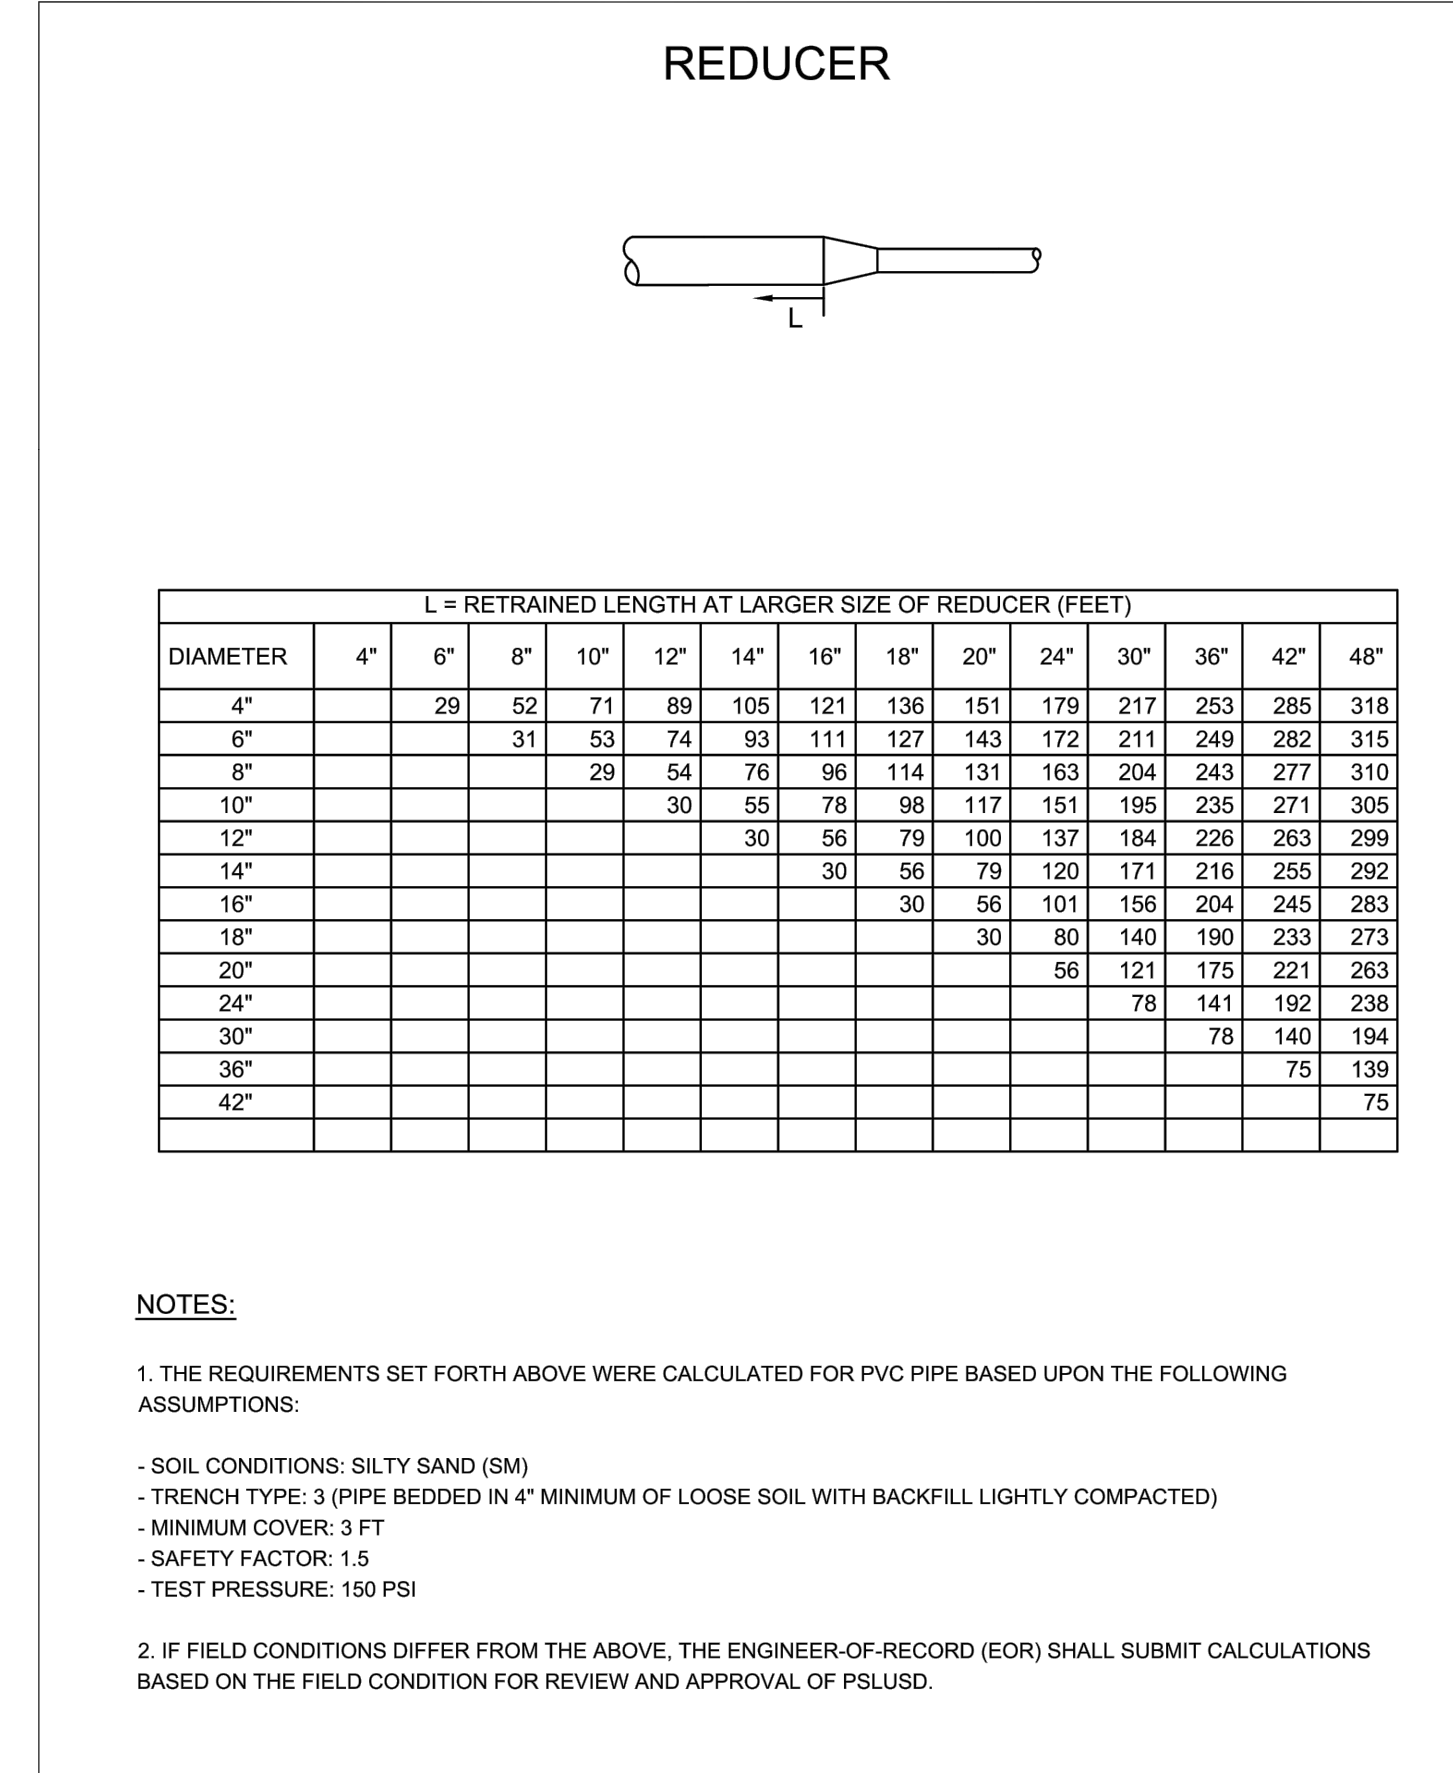 REDUCER
L
L = RETRAINED LENGTH AT LARGER SIZE OF REDUCER (FEET)
DIAMETER 4" 6" 8" 10" 12" 14" 16" 18" 20" 24" 30" 36" 42" 48"
4" 29 52 71 89 105 121 136 151 179 217 253 285 318
6" 31 53 74 93 111 127 143 172 211 249 282 315
8" 29 54 76 96 114 131 163 204 243 277 310
10" 30 55 78 98 117 151 195 235 271 305
12" 30 56 79 100 137 184 226 263 299
14" 30 56 79 120 171 216 255 292
16" 30 56 101 156 204 245 283
18" 30 80 140 190 233 273
20" 56 121 175 221 263
24" 78 141 192 238
30" 78 140 194
36" 75 139
42" 75
NOTES:
1. THE REQUIREMENTS SET FORTH ABOVE WERE CALCULATED FOR PVC PIPE BASED UPON THE FOLLOWING
ASSUMPTIONS:
- SOIL CONDITIONS: SILTY SAND (SM)
- TRENCH TYPE: 3 (PIPE BEDDED IN 4" MINIMUM OF LOOSE SOIL WITH BACKFILL LIGHTLY COMPACTED)
- MINIMUM COVER: 3 FT
- SAFETY FACTOR: 1.5
- TEST PRESSURE: 150 PSI
2. IF FIELD CONDITIONS DIFFER FROM THE ABOVE, THE ENGINEER-OF-RECORD (EOR) SHALL SUBMIT CALCULATIONS
BASED ON THE FIELD CONDITION FOR REVIEW AND APPROVAL OF PSLUSD.